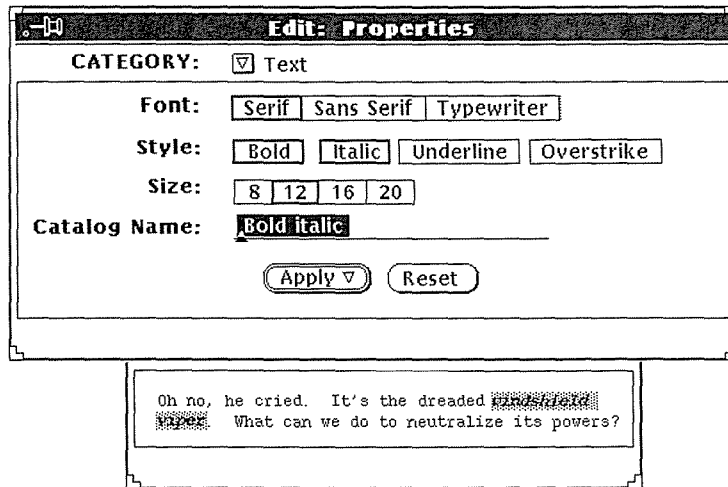 Edit: Properties
CATEGORY: Text
Font: Serif Sans Serif Typewriter
Style: Bold Italic Underline Overstrike
Size: 8 12 16 20
Catalog Name: Bold italic
Apply Reset
Oh no, he cried. It's the dreaded windshield
viper. What can we do to neutralize its powers?